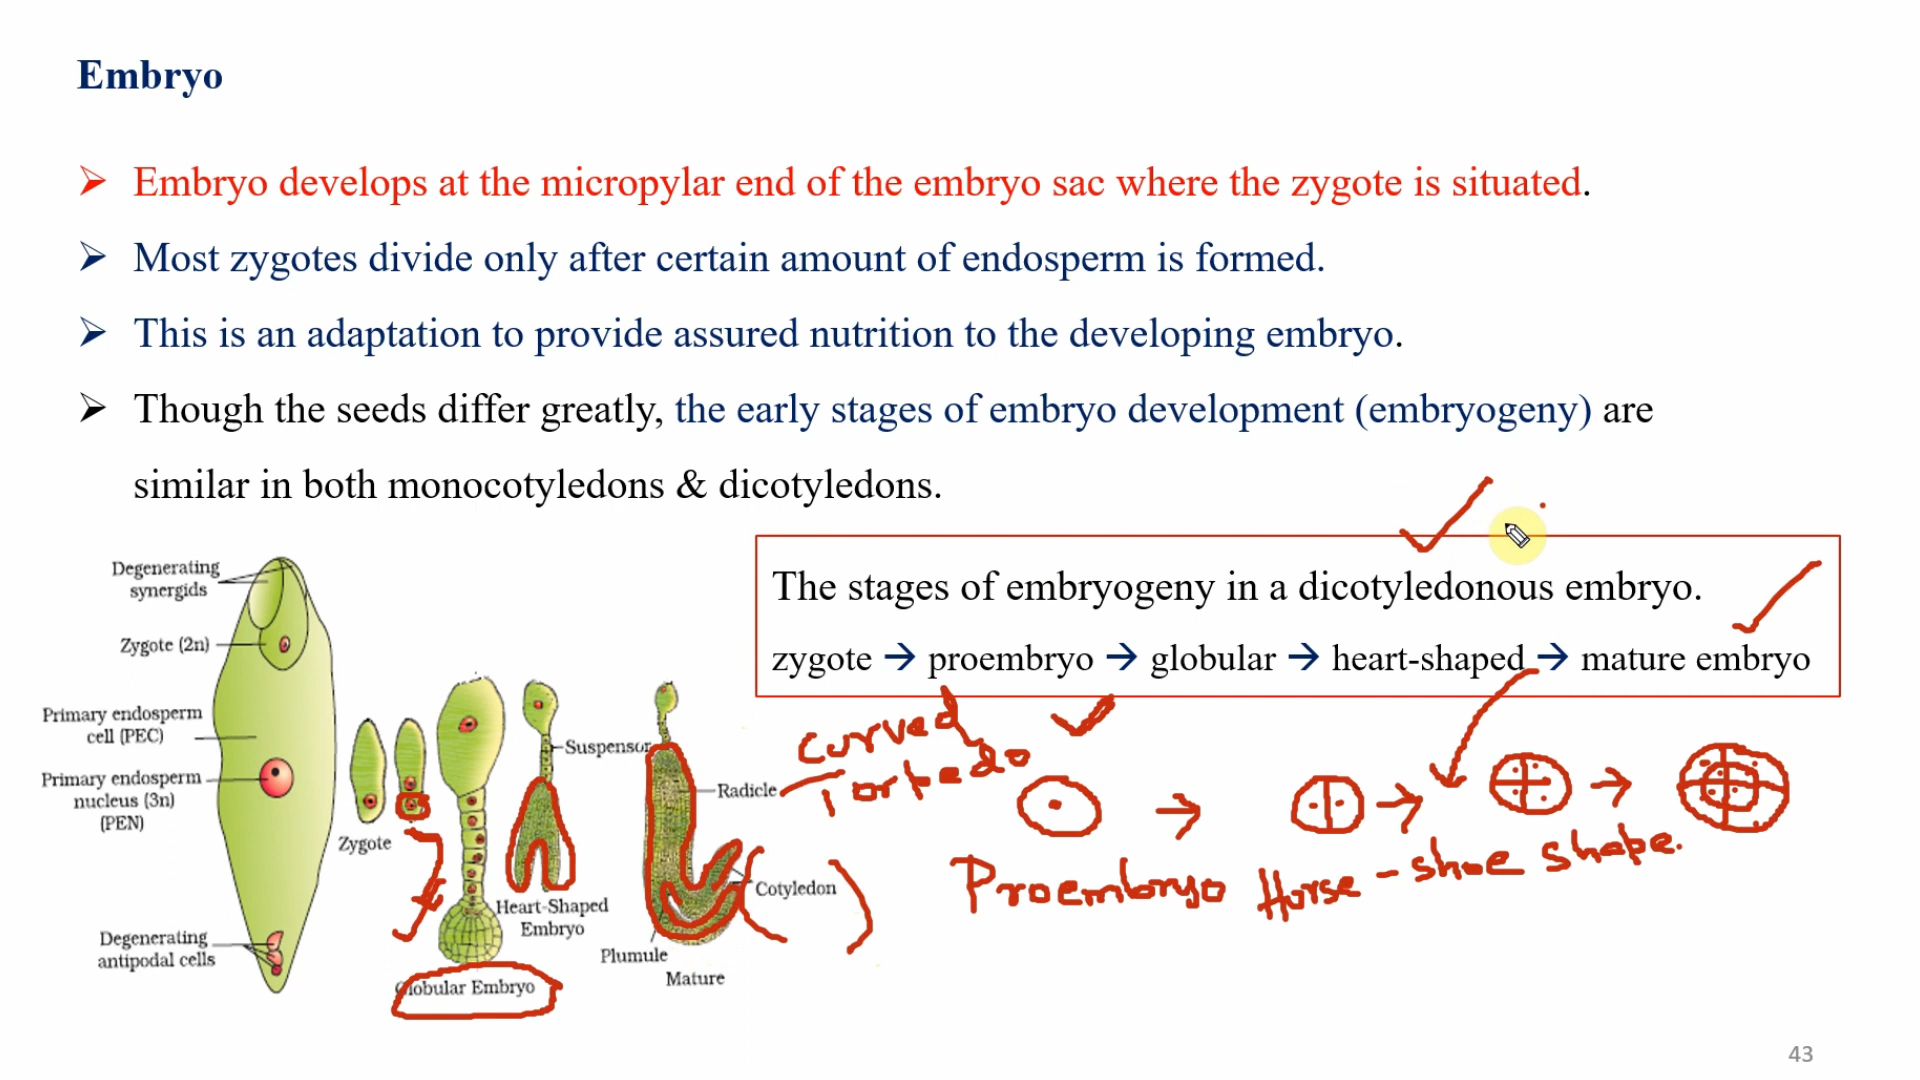 Embryo
➢ Embryo develops at the micropylar end of the embryo sac where the zygote is situated.
➢ Most zygotes divide only after certain amount of endosperm is formed.
➢ This is an adaptation to provide assured nutrition to the developing embryo.
➢ Though the seeds differ greatly, the early stages of embryo development (embryogeny) are
similar in both monocotyledons & dicotyledons.
The stages of embryogeny in a dicotyledonous embryo.
zygote → proembryo → globular → heart-shaped → mature embryo
Degenerating
synergids
Zygote (2n)
Primary endosperm
cell (PEC)
Primary endosperm
nucleus (3n)
(PEN)
Degenerating
antipodal cells
Zygote
Globular Embryo
Suspensor
Heart-Shaped
Embryo
Radicle
Cotyledon
Plumule
Mature
curved
Torpedo
Proembryo Horse-shoe shape.
43